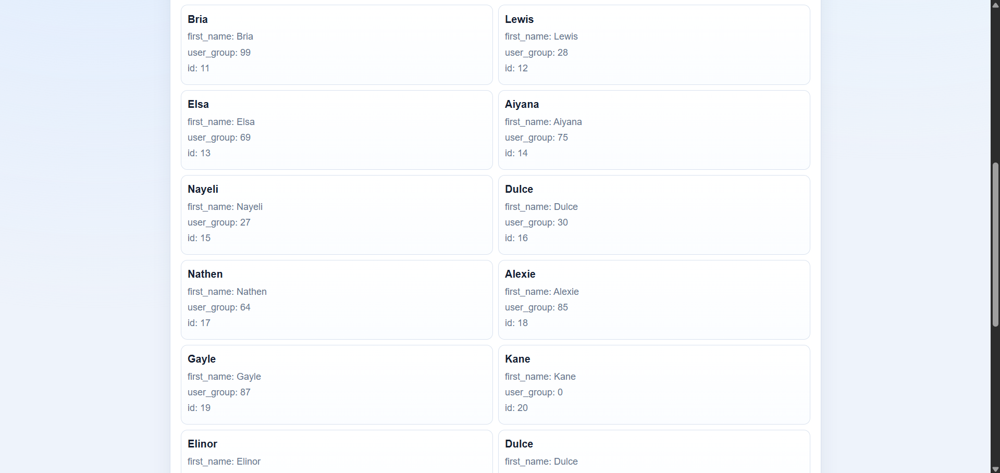 Bria
first_name: Bria
user_group: 99
id: 11
Lewis
first_name: Lewis
user_group: 28
id: 12
Elsa
first_name: Elsa
user_group: 69
id: 13
Aiyana
first_name: Aiyana
user_group: 75
id: 14
Nayeli
first_name: Nayeli
user_group: 27
id: 15
Dulce
first_name: Dulce
user_group: 30
id: 16
Nathen
first_name: Nathen
user_group: 64
id: 17
Alexie
first_name: Alexie
user_group: 85
id: 18
Gayle
first_name: Gayle
user_group: 87
id: 19
Kane
first_name: Kane
user_group: 0
id: 20
Elinor
first_name: Elinor
Dulce
first_name: Dulce